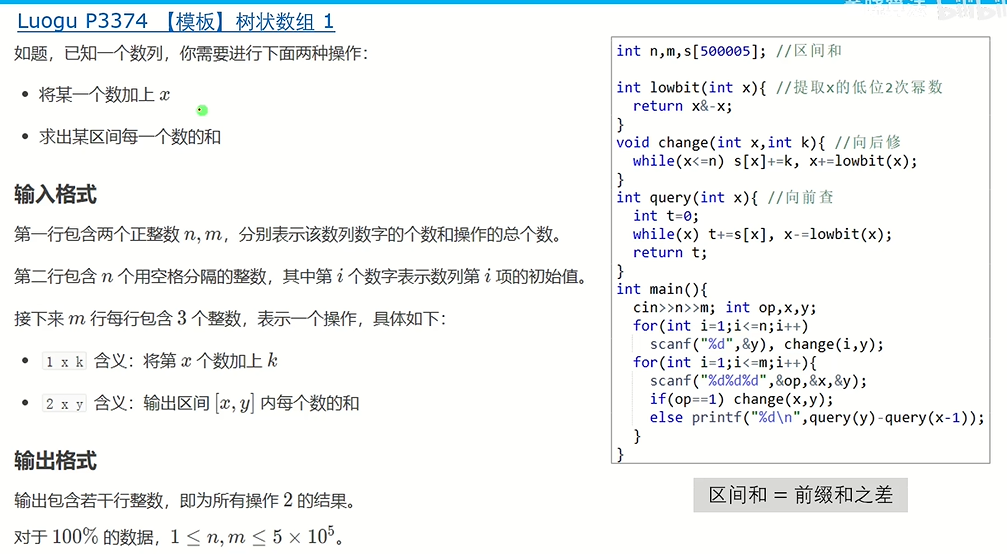 Luogu P3374 【模板】树状数组 1
如题，已知一个数列，你需要进行下面两种操作：
• 将某一个数加上 x
• 求出某区间每一个数的和
输入格式
第一行包含两个正整数 n, m，分别表示该数列数字的个数和操作的总个数。
第二行包含 n 个用空格分隔的整数，其中第 i 个数字表示数列第 i 项的初始值。
接下来 m 行每行包含 3 个整数，表示一个操作，具体如下：
• 1 x k 含义：将第 x 个数加上 k
• 2 x y 含义：输出区间 [x, y] 内每个数的和
输出格式
输出包含若干行整数，即为所有操作 2 的结果。
对于 100% 的数据，1 ≤ n, m ≤ 5 × 10⁵。
int n,m,s[500005]; //区间和
int lowbit(int x){ //提取x的低位2次幂数
return x&-x;
}
void change(int x,int k){ //向后修
while(x<=n) s[x]+=k, x+=lowbit(x);
}
int query(int x){ //向前查
int t=0;
while(x) t+=s[x], x-=lowbit(x);
return t;
}
int main(){
cin>>n>>m; int op,x,y;
for(int i=1;i<=n;i++)
scanf("%d",&y), change(i,y);
for(int i=1;i<=m;i++){
scanf("%d%d%d",&op,&x,&y);
if(op==1) change(x,y);
else printf("%d\n",query(y)-query(x-1));
}
}
区间和 = 前缀和之差